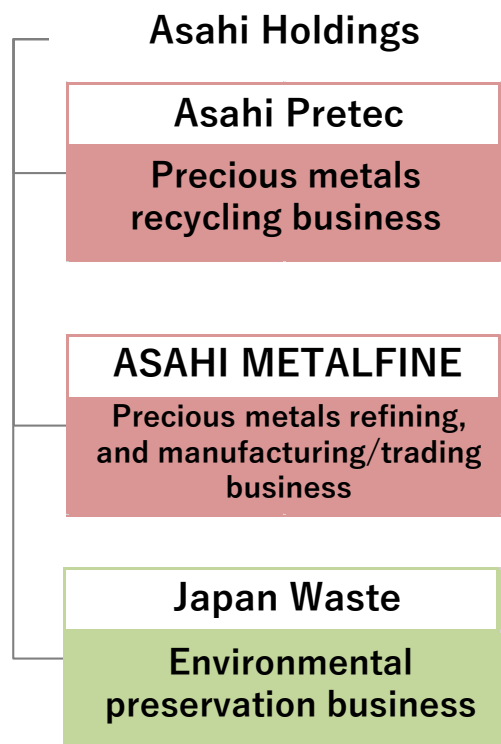 Asahi Holdings
Asahi Pretec
Precious metals
recycling business
ASAHI METALFINE
Precious metals refining,
and manufacturing/trading
business
Japan Waste
Environmental
preservation business